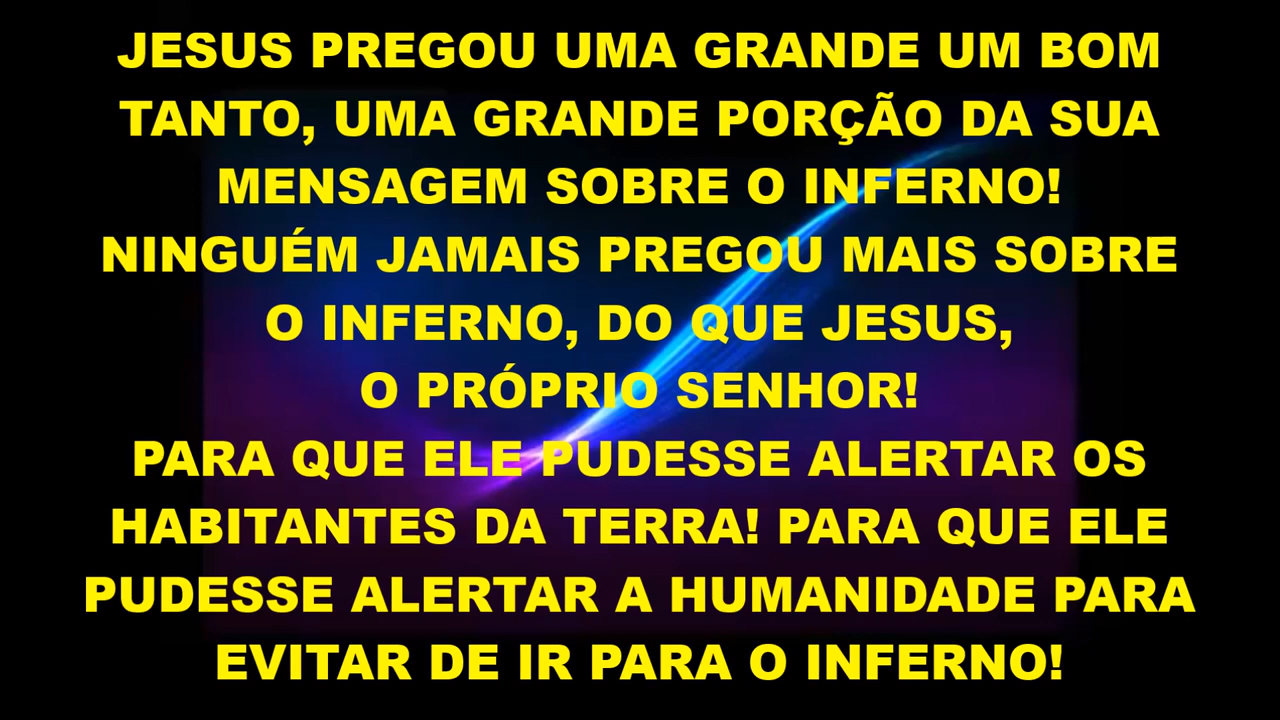 JESUS PREGOU UMA GRANDE UM BOM
TANTO, UMA GRANDE PORÇÃO DA SUA
MENSAGEM SOBRE O INFERNO!
NINGUÉM JAMAIS PREGOU MAIS SOBRE
O INFERNO, DO QUE JESUS,
O PRÓPRIO SENHOR!
PARA QUE ELE PUDESSE ALERTAR OS
HABITANTES DA TERRA! PARA QUE ELE
PUDESSE ALERTAR A HUMANIDADE PARA
EVITAR DE IR PARA O INFERNO!